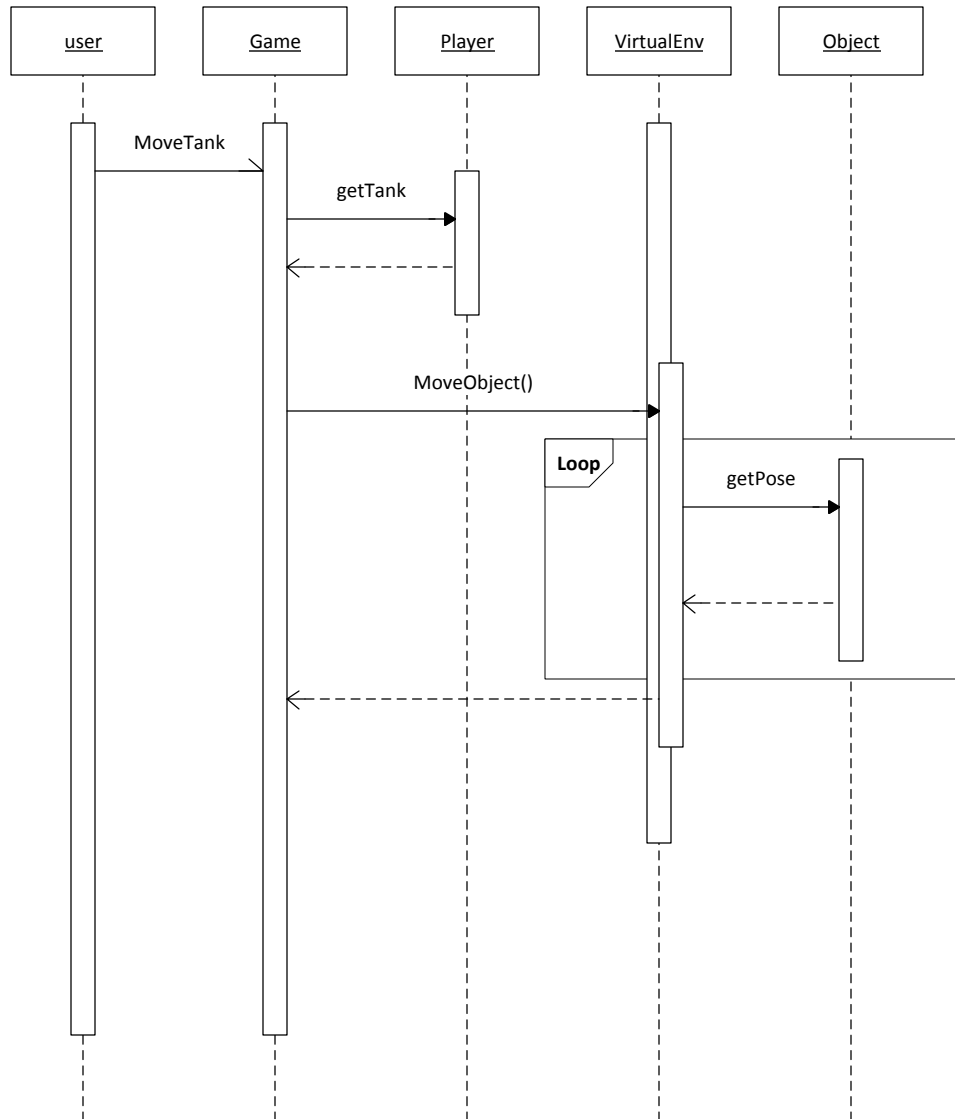 user
Game
Player
VirtualEnv
Object
MoveTank
getTank
MoveObject()
Loop
getPose